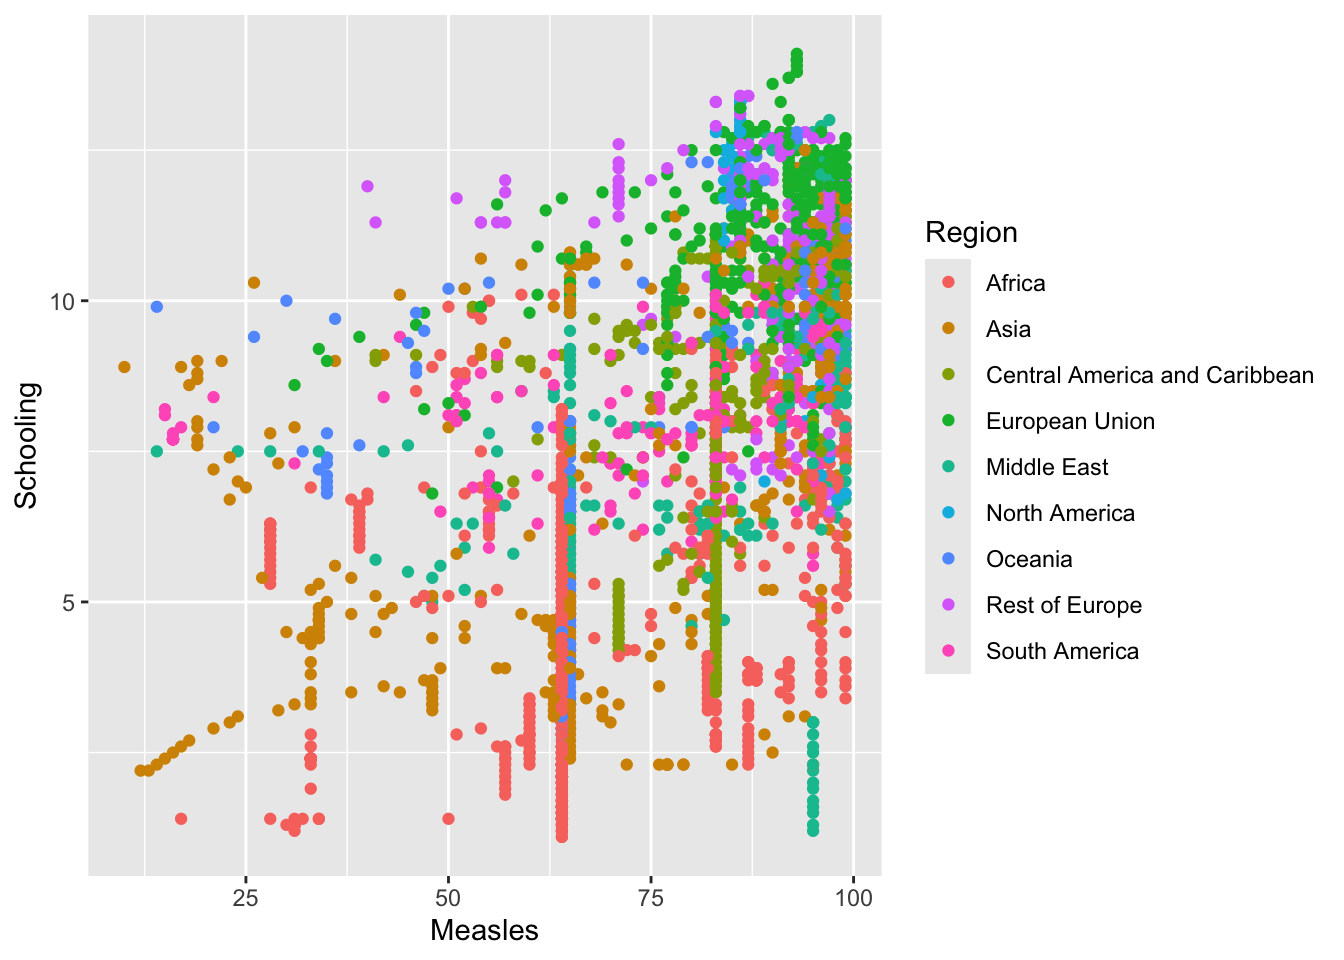 10
5
Schooling
25 50 75 100
Measles
Region
Africa
Asia
Central America and Caribbean
European Union
Middle East
North America
Oceania
Rest of Europe
South America